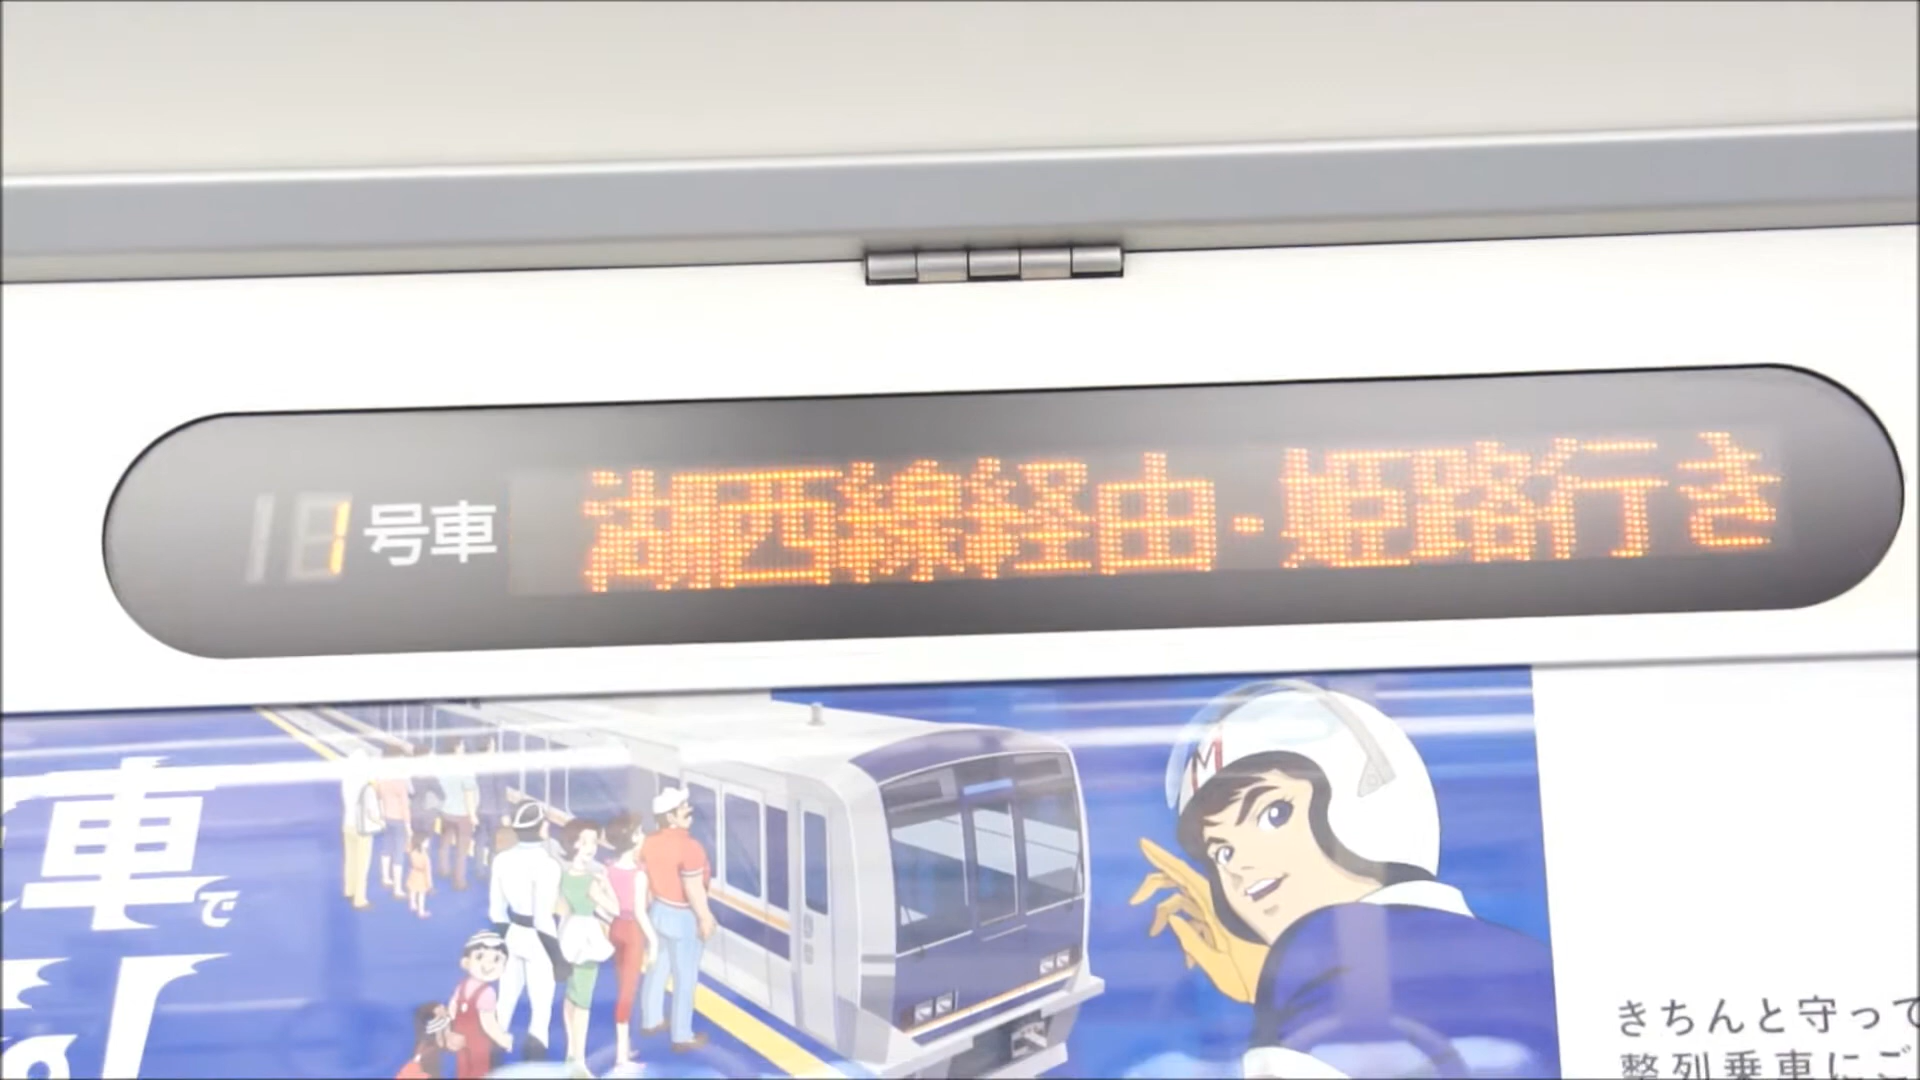 1号車 湖西線経由・姫路行き
M
車で
きちんと守って
整列乗車にご